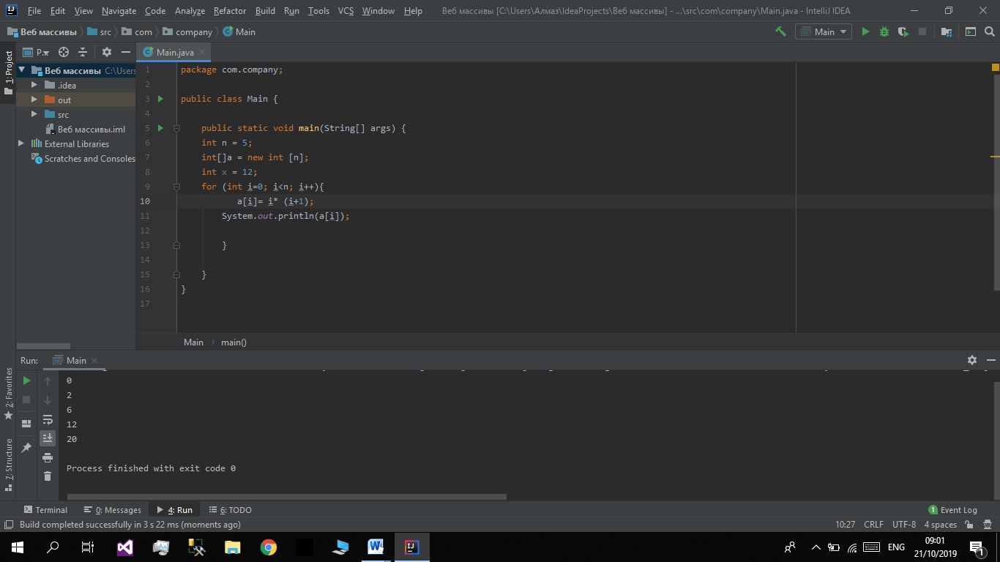 File Edit View Navigate Code Analyze Refactor Build Run Tools VCS Window Help Веб массивы [C:\Users\Алмаз\IdeaProjects\Веб массивы] - ...\src\com\company\Main.java - IntelliJ IDEA
Веб массивы src com company Main Main
1: Project
P.. Main.java
Веб массивы C:\Users
.idea
out
src
Веб массивы.iml
External Libraries
Scratches and Consoles
1 package com.company;
2
3 public class Main {
4
5 public static void main(String[] args) {
6 int n = 5;
7 int[]a = new int [n];
8 int x = 12;
9 for (int i=0; i<n; i++){
10 a[i]= i* (i+1);
11 System.out.println(a[i]);
12
13 }
14
15 }
16 }
17
Main main()
Run: Main
2: Favorites
7: Structure
0
2
6
12
20
Process finished with exit code 0
Terminal 0: Messages 4: Run 6: TODO 1 Event Log
Build completed successfully in 3 s 22 ms (moments ago) 10:27 CRLF UTF-8 4 spaces
ENG 09:01
21/10/2019 1